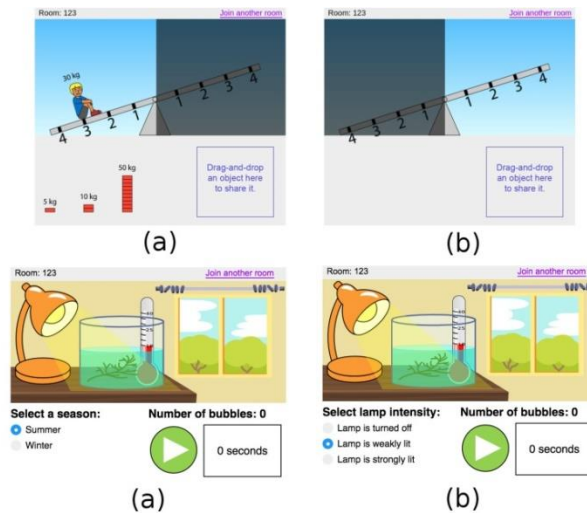 Room: 123 Join another room
30 kg
4 3 2 1 1 2 3 4
5 kg 10 kg 50 kg
Drag-and-drop
an object here
to share it.
(a)
Room: 123 Join another room
4 3 2 1 1 2 3 4
Drag-and-drop
an object here
to share it.
(b)
Room: 123 Join another room
Select a season: Number of bubbles: 0
Summer
Winter
0 seconds
(a)
Room: 123 Join another room
Select lamp intensity: Number of bubbles: 0
Lamp is turned off
Lamp is weakly lit
Lamp is strongly lit
0 seconds
(b)